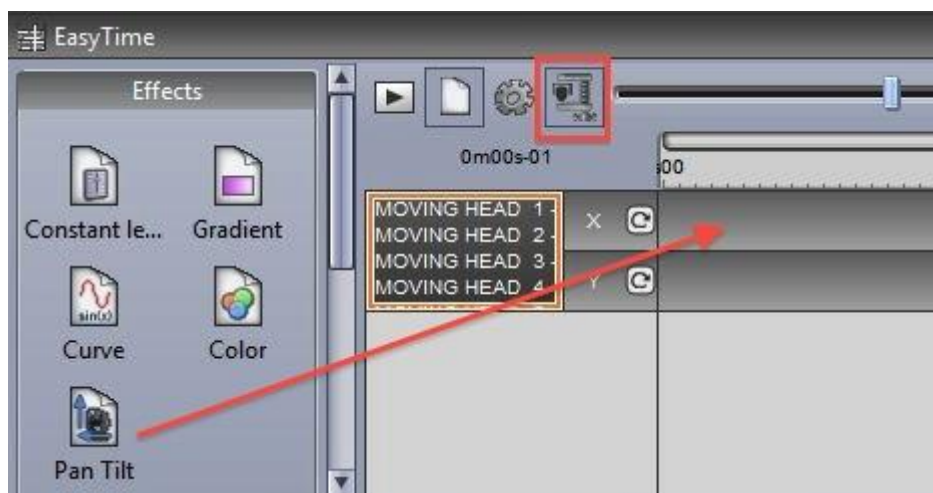 EasyTime
Effects
Constant le...
Gradient
sin(x)
Curve
Color
Pan Tilt
0m00s-01
00
MOVING HEAD 1 -
MOVING HEAD 2 -
MOVING HEAD 3 -
MOVING HEAD 4
X
Y